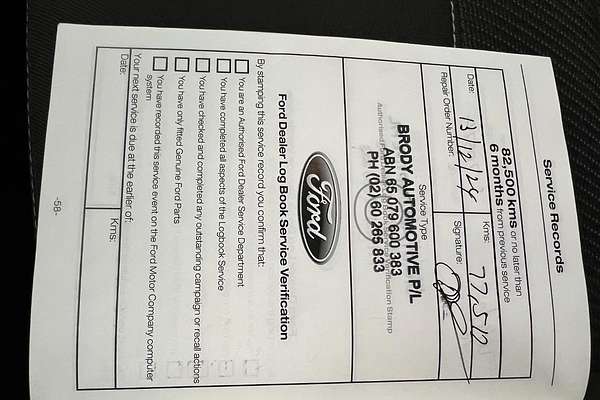 Service Records
82,500 kms or no later than
6 months from previous service
Date: 13/12/24
Kms: 77,512
Repair Order Number:
Signature:
Service Type
BRODY AUTOMOTIVE P/L
ABN 66 079 600 383
PH (02) 60 266 833
Verification Stamp
Ford
Ford Dealer Log Book Service Verification
By stamping this service record you confirm that:
You are an Authorised Ford Dealer Service Department
You have completed all aspects of the Logbook Service
You have checked and completed any outstanding campaign or recall actions
You have only fitted Genuine Ford Parts
You have recorded this service event on the Ford Motor Company computer
system
Your next service is due at the earlier of:
Date:
Kms:
-58-